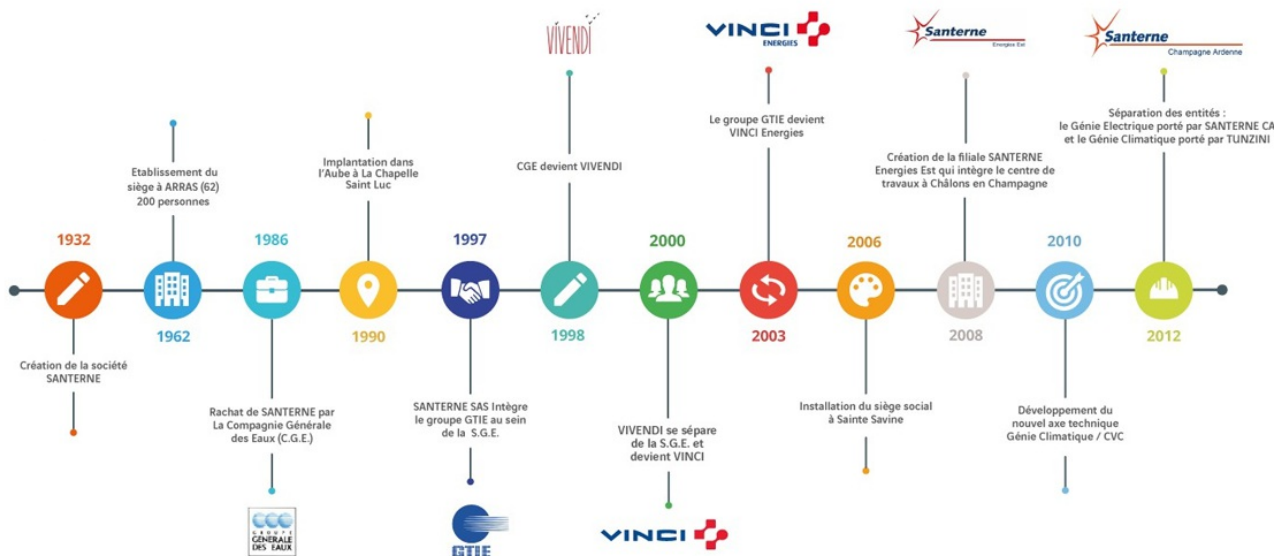 1932
Création de la société
SANTERNE
Etablissement du
siège à ARRAS (62)
200 personnes
1962
1986
Rachat de SANTERNE par
La Compagnie Générale
des Eaux (C.G.E.)
GROUPE
GENERALE
DES EAUX
Implantation dans
l'Aube à La Chapelle
Saint Luc
1990
1997
SANTERNE SAS Intègre
le groupe GTIE au sein
de la S.G.E.
GTIE
VIVENDI
CGE devient VIVENDI
1998
2000
VIVENDI se sépare
de la S.G.E. et
devient VINCI
VINCI
VINCI
ENERGIES
Le groupe GTIE devient
VINCI Energies
2003
2006
Installation du siège social
à Sainte Savine
Santerne
Energies Est
Création de la filiale SANTERNE
Energies Est qui intègre le centre de
travaux à Châlons en Champagne
2008
2010
Développement du
nouvel axe technique
Génie Climatique / CVC
Santerne
Champagne Ardenne
Séparation des entités :
le Génie Electrique porté par SANTERNE CA
et le Génie Climatique porté par TUNZINI
2012